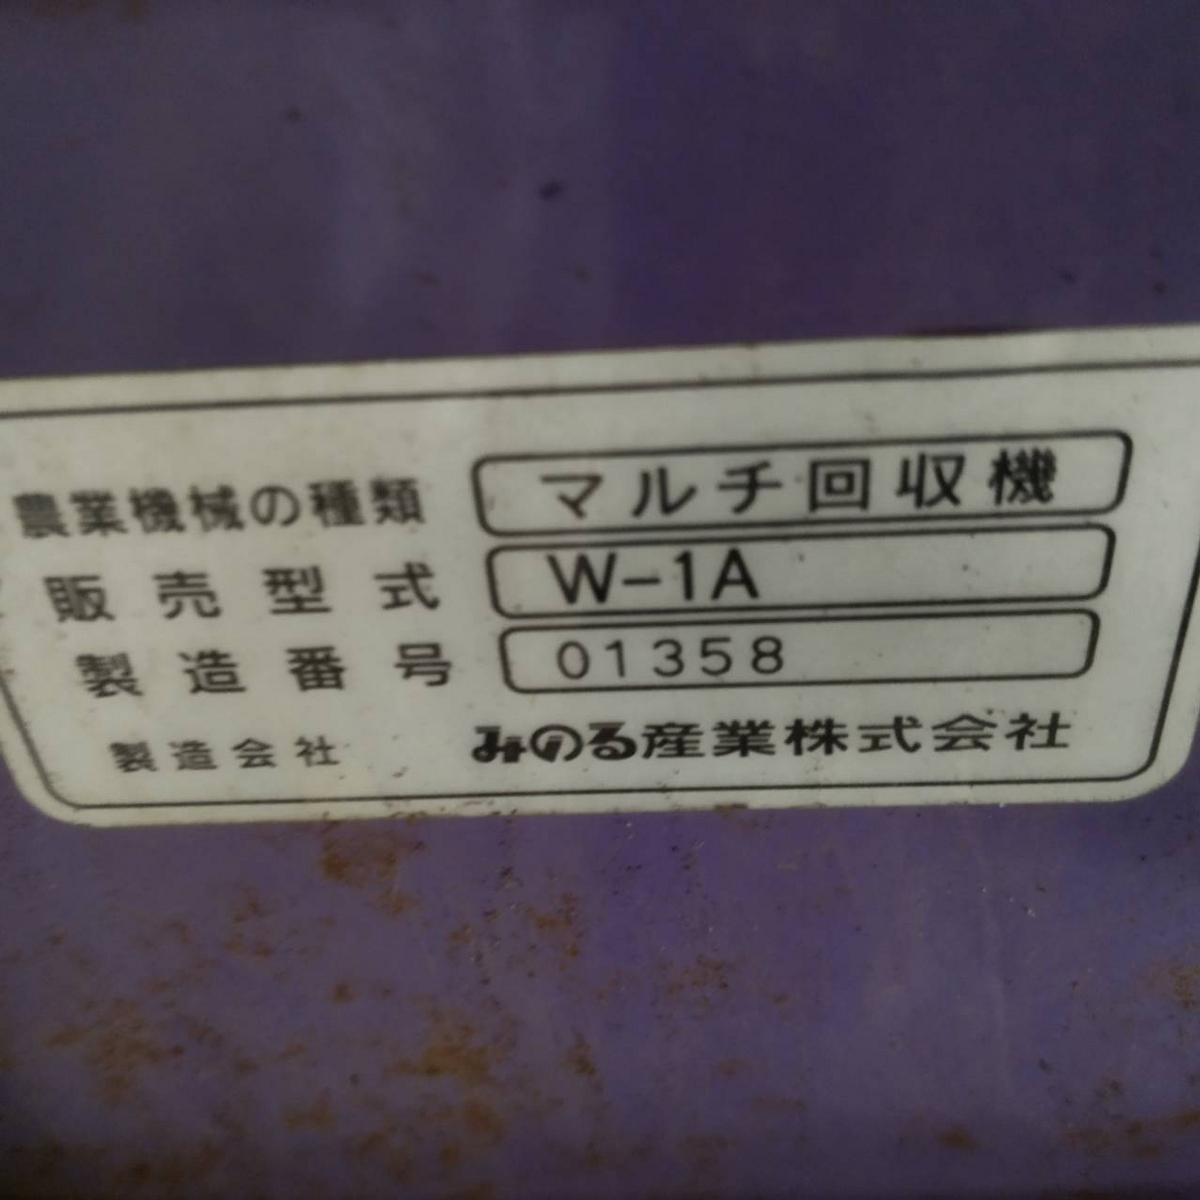 農業機械の種類 マルチ回収機
販売型式 W-1A
製造番号 01358
製造会社 みのる産業株式会社